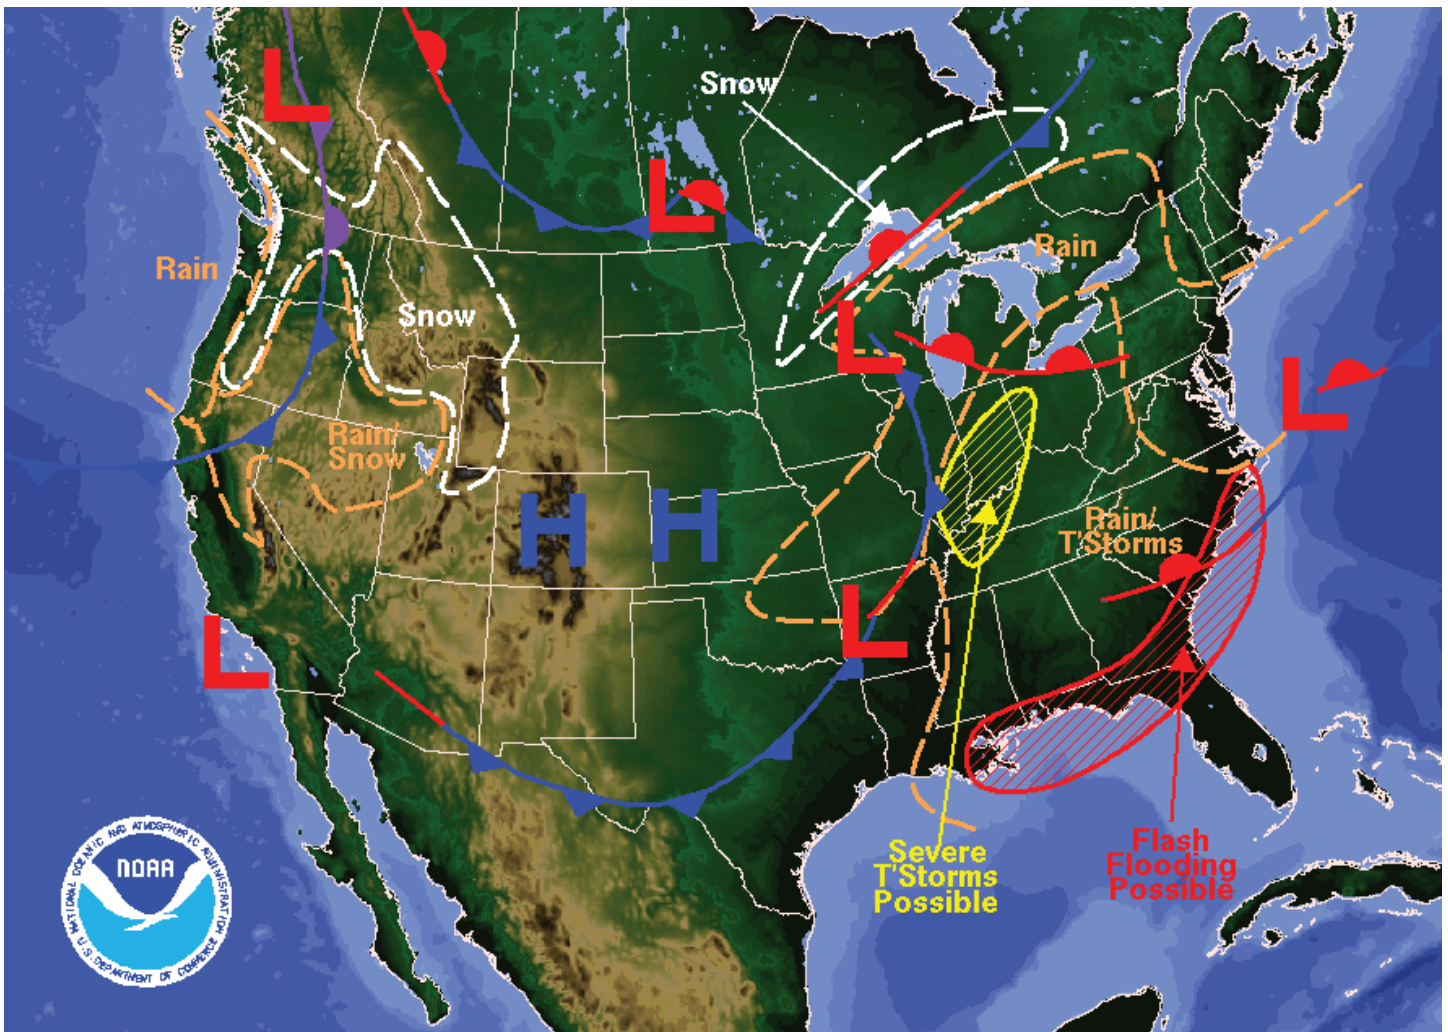 L
Snow
L
Rain
Rain
Snow
L
L
Rain/
Snow
H
H
Rain/
T'Storms
L
L
Severe
T'Storms
Possible
Flash
Flooding
Possible
NATIONAL OCEANIC AND ATMOSPHERIC ADMINISTRATION
NOAA
U.S. DEPARTMENT OF COMMERCE